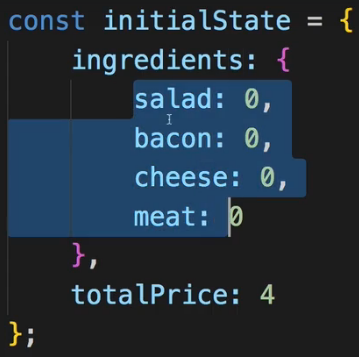 const initialState = {
    ingredients: {
        salad: 0,
        bacon: 0,
        cheese: 0,
        meat: 0
    },
    totalPrice: 4
};